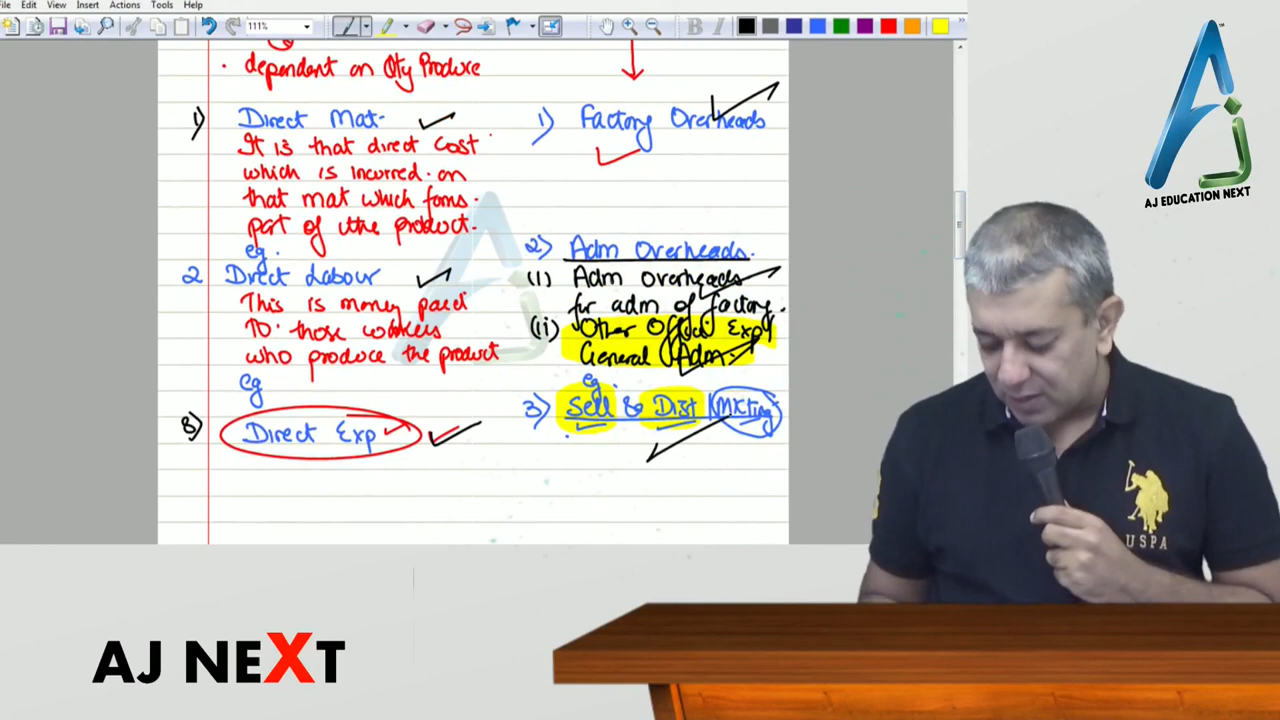 File Edit View Insert Actions Tools Help
111%
dependent on Qty Produce
1) Direct Mat-
It is that direct cost
which is incurred on
that mat which forms
part of the product.
eg.
2 Direct Labour
This is money paid
To those workers
who produce the product
eg
3) Direct Exp
1) Factory Overheads
2) Adm Overheads.
(i) Adm Overheads
for adm of factory.
(ii) Other Office Exp
General Adm.
eg.
3) Sell & Dist | Mkting
AJ EDUCATION NEXT
USPA
AJ NEXT